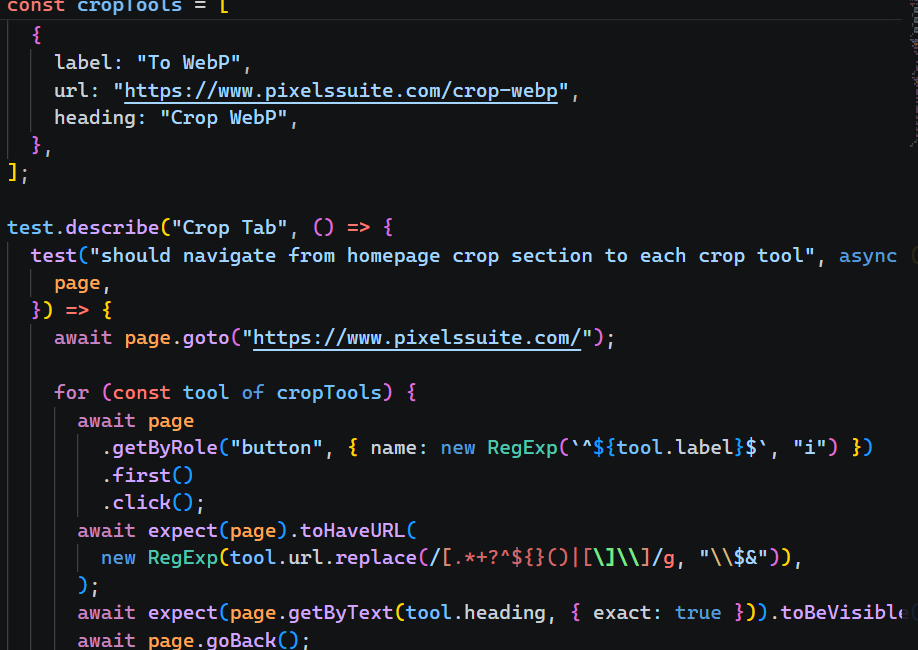 const cropTools = [
{
label: "To WebP",
url: "https://www.pixelssuite.com/crop-webp",
heading: "Crop WebP",
},
];
test.describe("Crop Tab", () => {
test("should navigate from homepage crop section to each crop tool", async (
page,
}) => {
await page.goto("https://www.pixelssuite.com/");
for (const tool of cropTools) {
await page
.getByRole("button", { name: new RegExp(`^${tool.label}$`, "i") })
.first()
.click();
await expect(page).toHaveURL(
new RegExp(tool.url.replace(/[.*+?^${}()|[\]\\]/g, "\\$&")),
);
await expect(page.getByText(tool.heading, { exact: true })).toBeVisible(
await page.goBack();